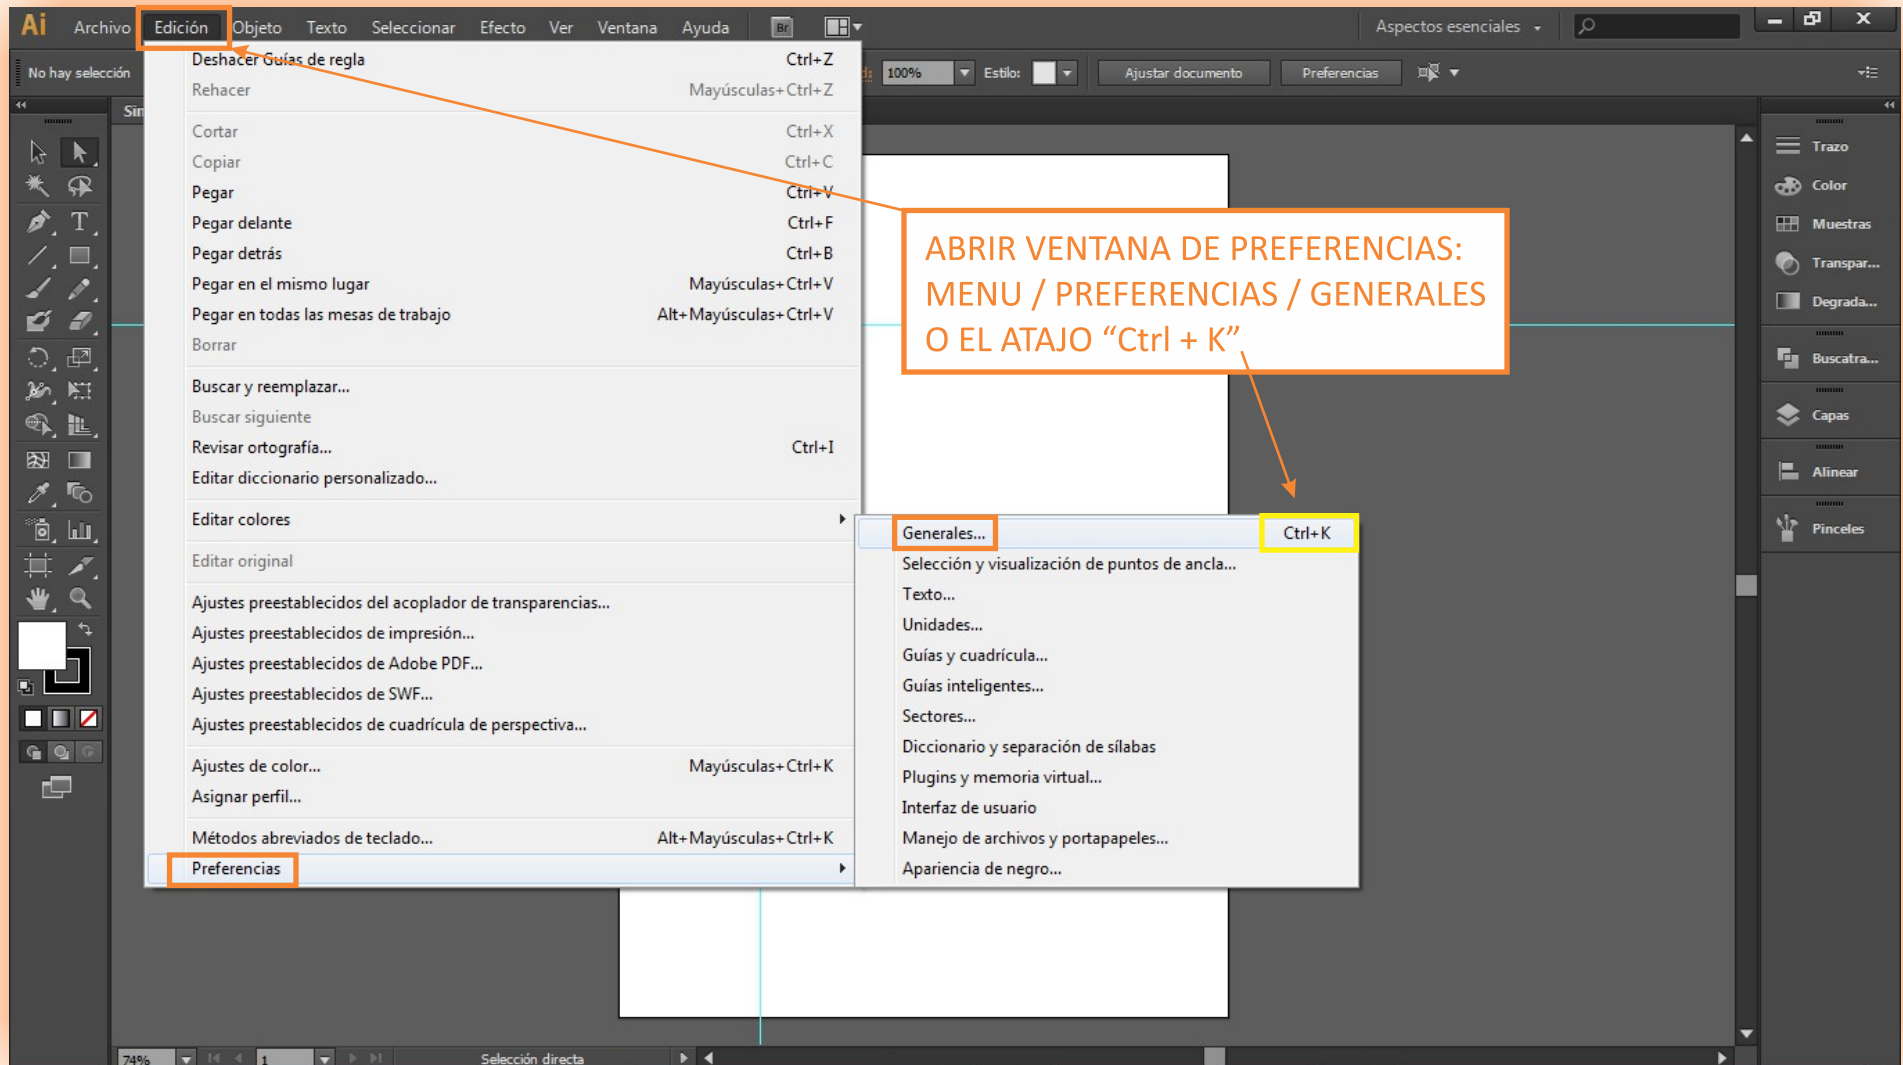 Ai Archivo Edición Objeto Texto Seleccionar Efecto Ver Ventana Ayuda Br Aspectos esenciales
No hay selección 100% Estilo: Ajustar documento Preferencias
Sin
Deshacer Guías de regla Ctrl+Z
Rehacer Mayúsculas+Ctrl+Z
Cortar Ctrl+X
Copiar Ctrl+C
Pegar Ctrl+V
Pegar delante Ctrl+F
Pegar detrás Ctrl+B
Pegar en el mismo lugar Mayúsculas+Ctrl+V
Pegar en todas las mesas de trabajo Alt+Mayúsculas+Ctrl+V
Borrar
Buscar y reemplazar...
Buscar siguiente
Revisar ortografía... Ctrl+I
Editar diccionario personalizado...
Editar colores
Editar original
Ajustes preestablecidos del acoplador de transparencias...
Ajustes preestablecidos de impresión...
Ajustes preestablecidos de Adobe PDF...
Ajustes preestablecidos de SWF...
Ajustes preestablecidos de cuadrícula de perspectiva...
Ajustes de color... Mayúsculas+Ctrl+K
Asignar perfil...
Métodos abreviados de teclado... Alt+Mayúsculas+Ctrl+K
Preferencias
ABRIR VENTANA DE PREFERENCIAS:
MENU / PREFERENCIAS / GENERALES
O EL ATAJO “Ctrl + K”
Generales... Ctrl+K
Selección y visualización de puntos de ancla...
Texto...
Unidades...
Guías y cuadrícula...
Guías inteligentes...
Sectores...
Diccionario y separación de sílabas
Plugins y memoria virtual...
Interfaz de usuario
Manejo de archivos y portapapeles...
Apariencia de negro...
Trazo
Color
Muestras
Transpar...
Degrada...
Buscatra...
Capas
Alinear
Pinceles
74% 1 Selección directa